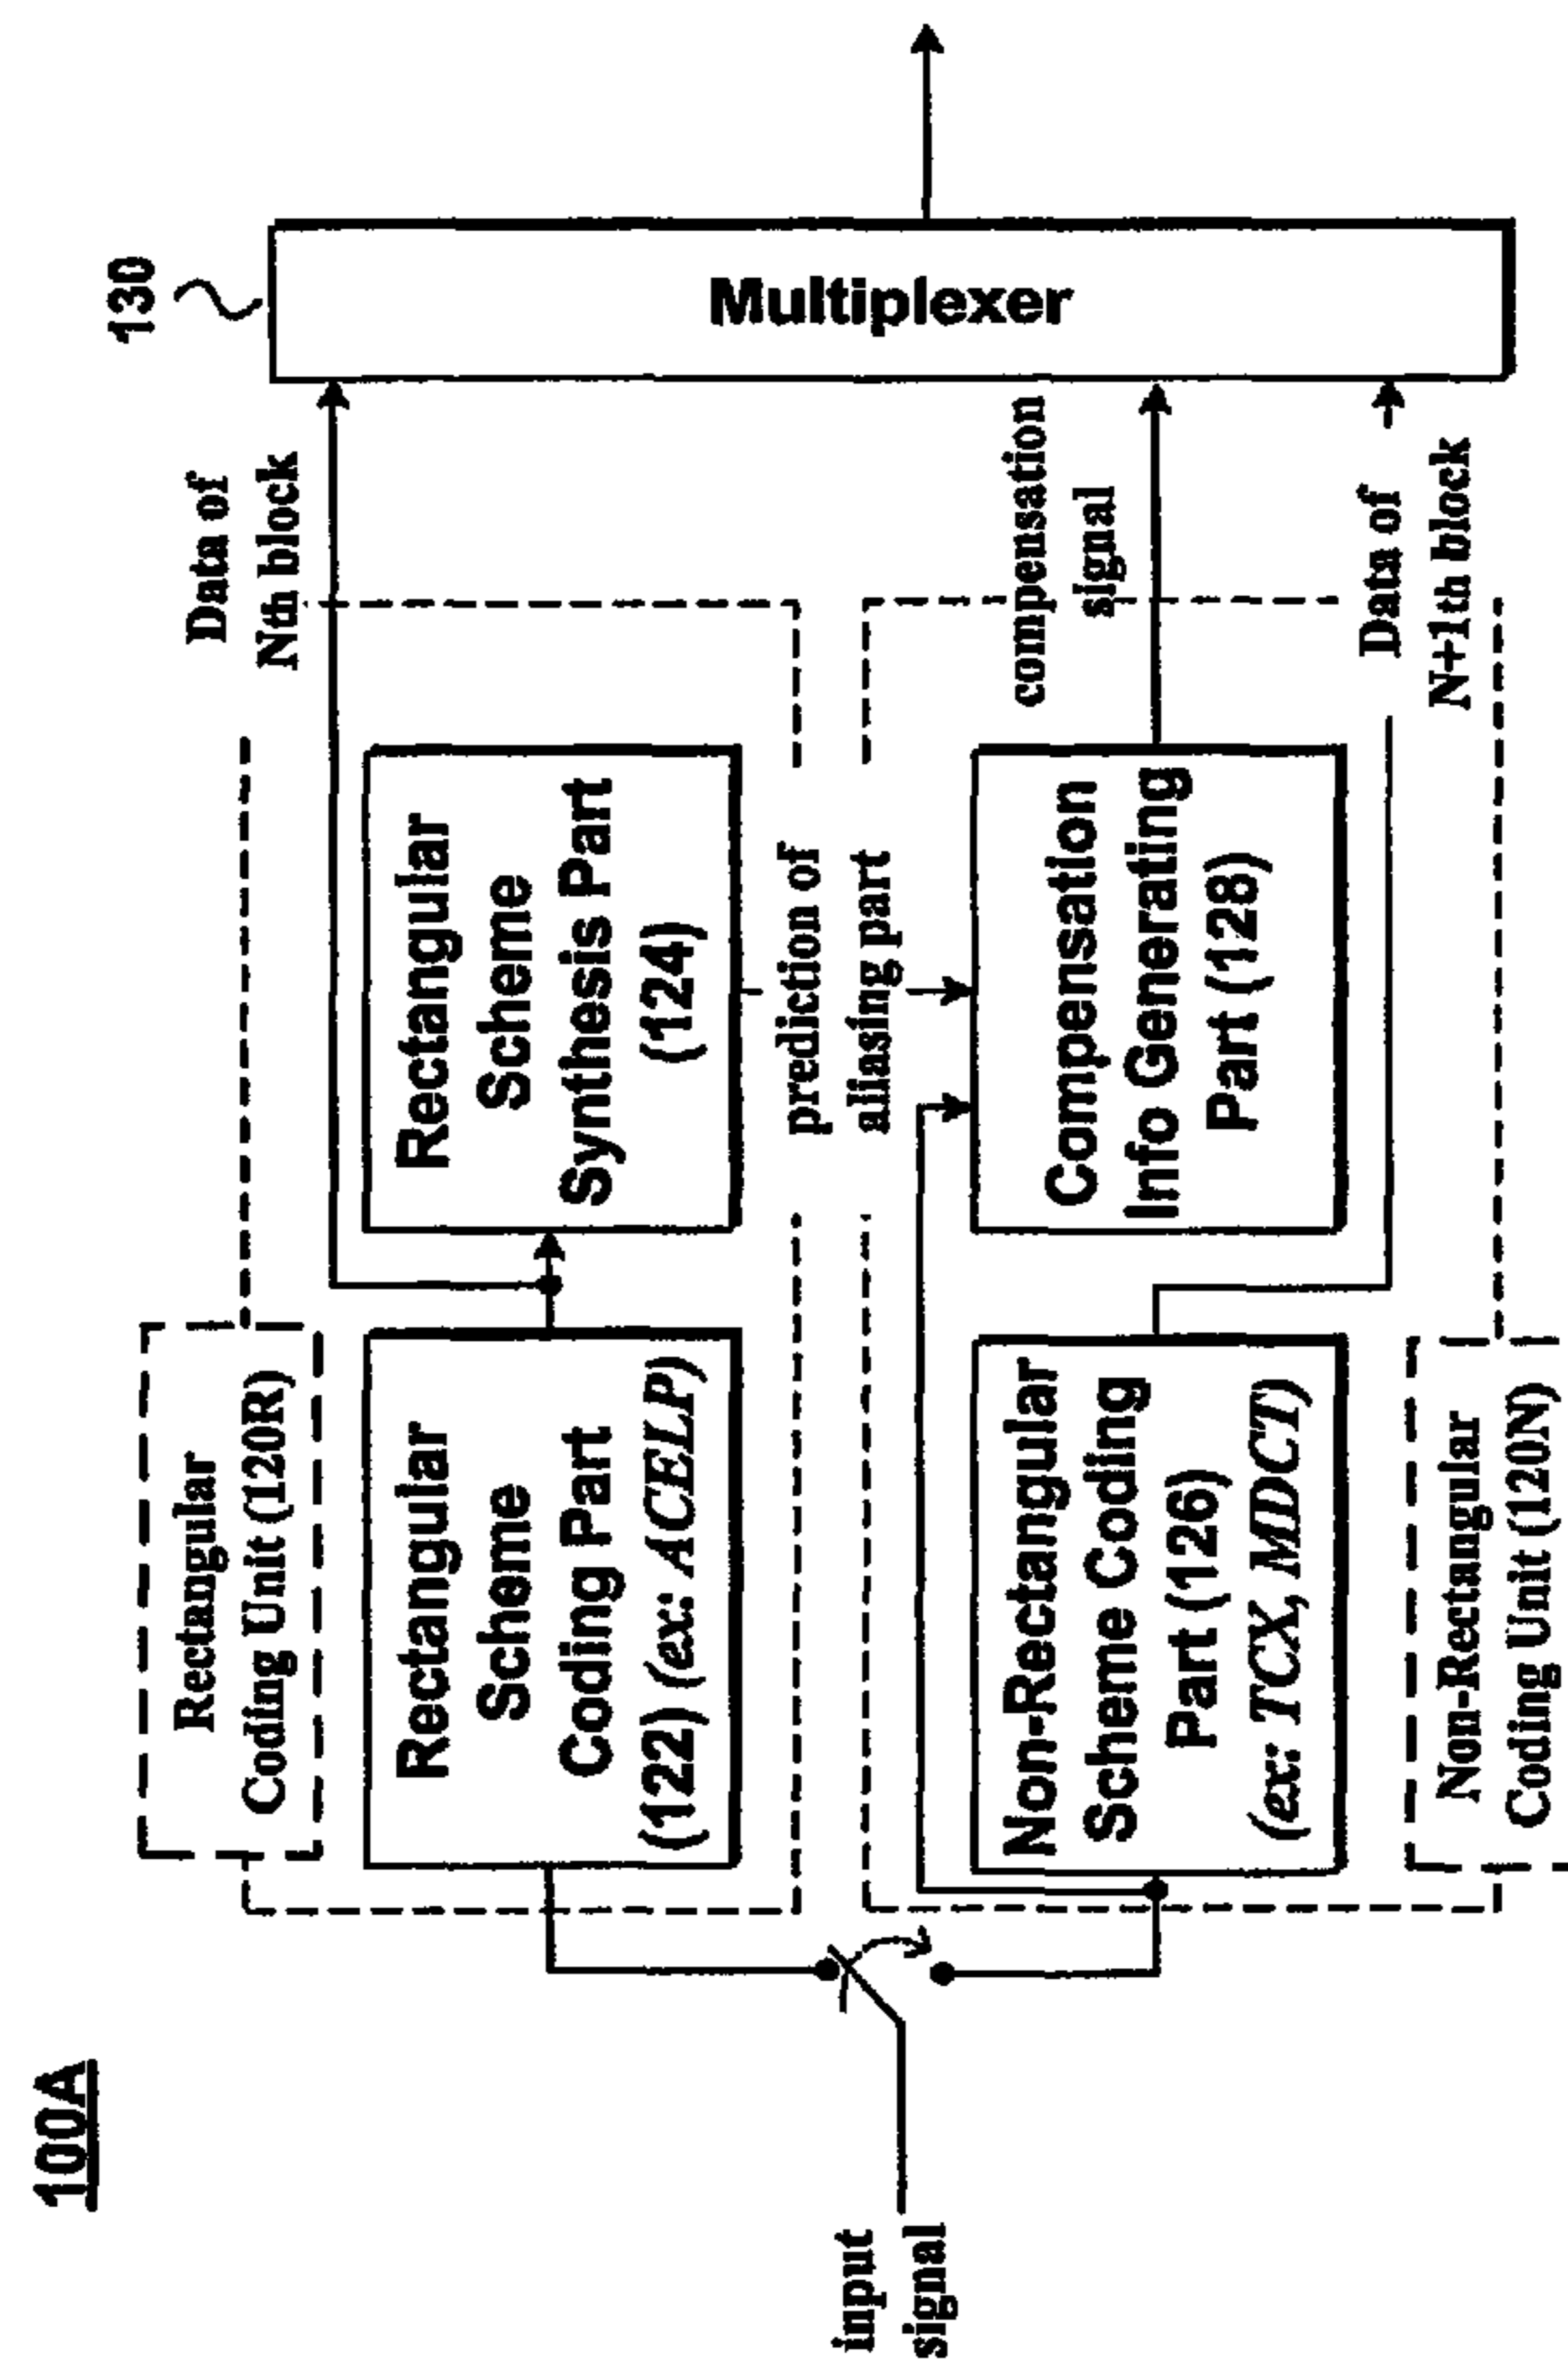 100A
Rectangular
Coding Unit (120R)
Data of
Nth block
130
Rectangular
Scheme
Coding Part
(122) (ex: ACELP)
Rectangular
Scheme
Synthesis Part
(124)
input
signal
prediction of
aliasing part
Multiplexer
Non-Rectangular
Scheme Coding
Part (126)
(ex: TCX, MDCT)
Compensation
Info Generating
Part (128)
compensation
signal
Data of
N+1th block
Non-Rectangular
Coding Unit (120N)